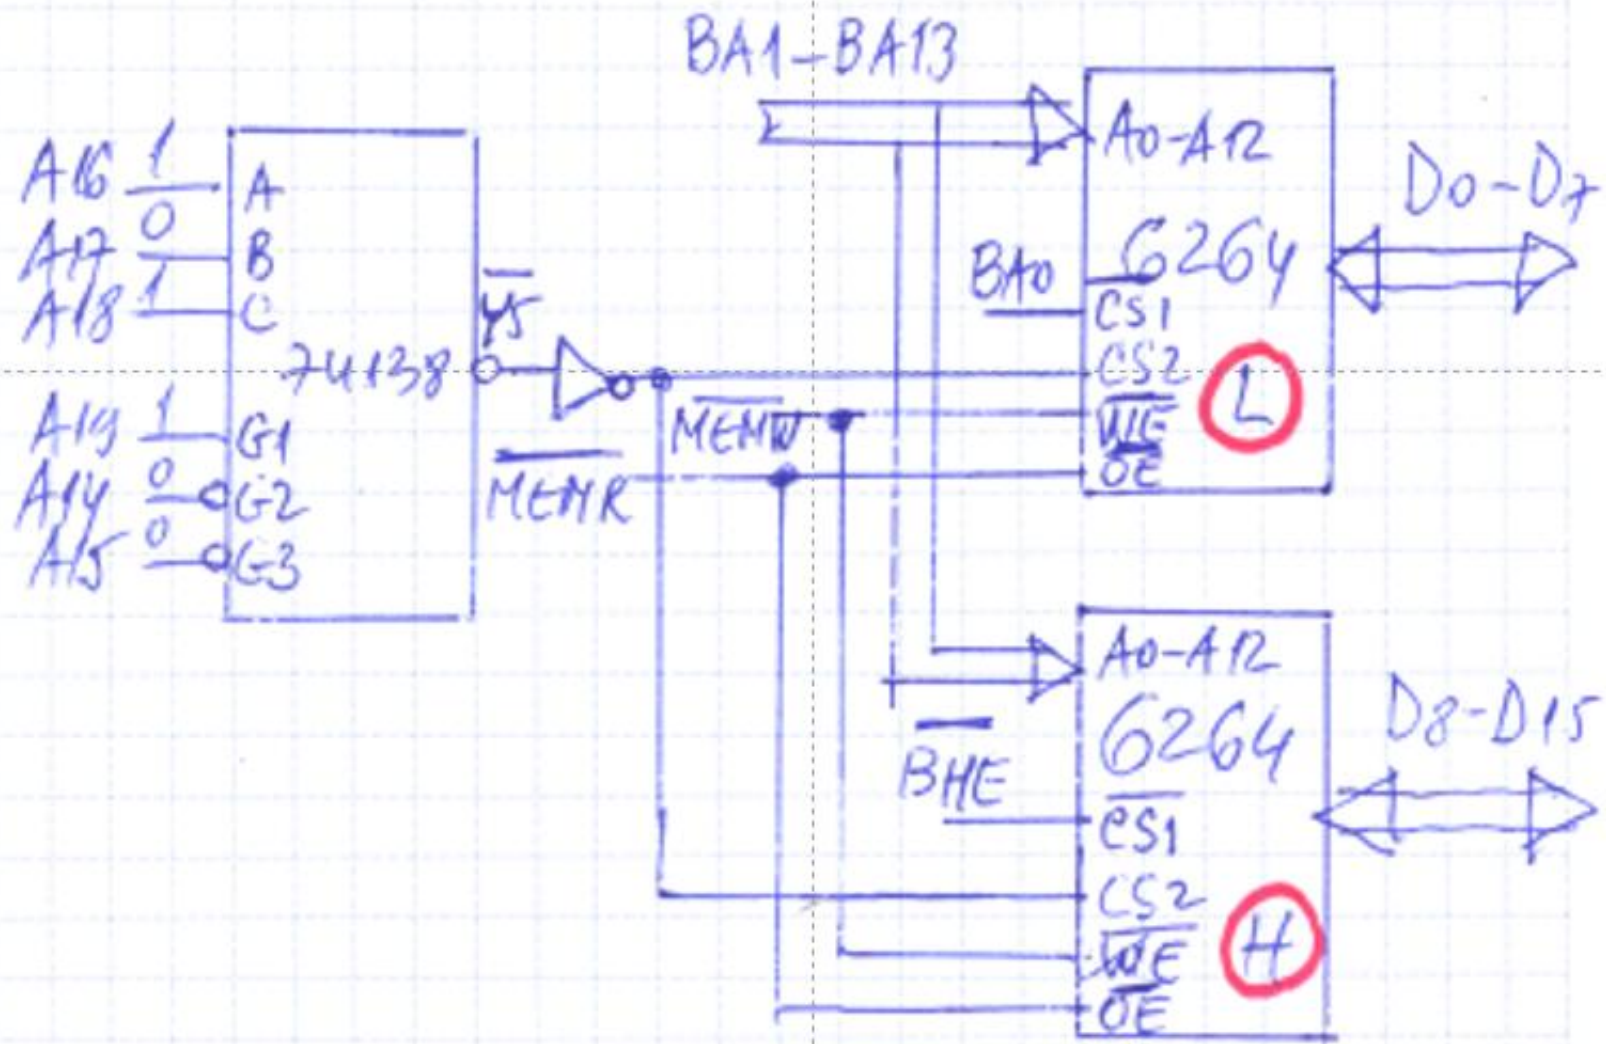 BA1-BA13
A16 1 A
A17 0 B
A18 1 C
74138
Y5
A19 1 G1
A14 0 G2
A15 0 G3
MEMW
MEMR
A0-A12
6264
BA0
CS1
CS2
WE
OE
L
D0-D7
A0-A12
6264
BHE
CS1
CS2
WE
OE
H
D8-D15